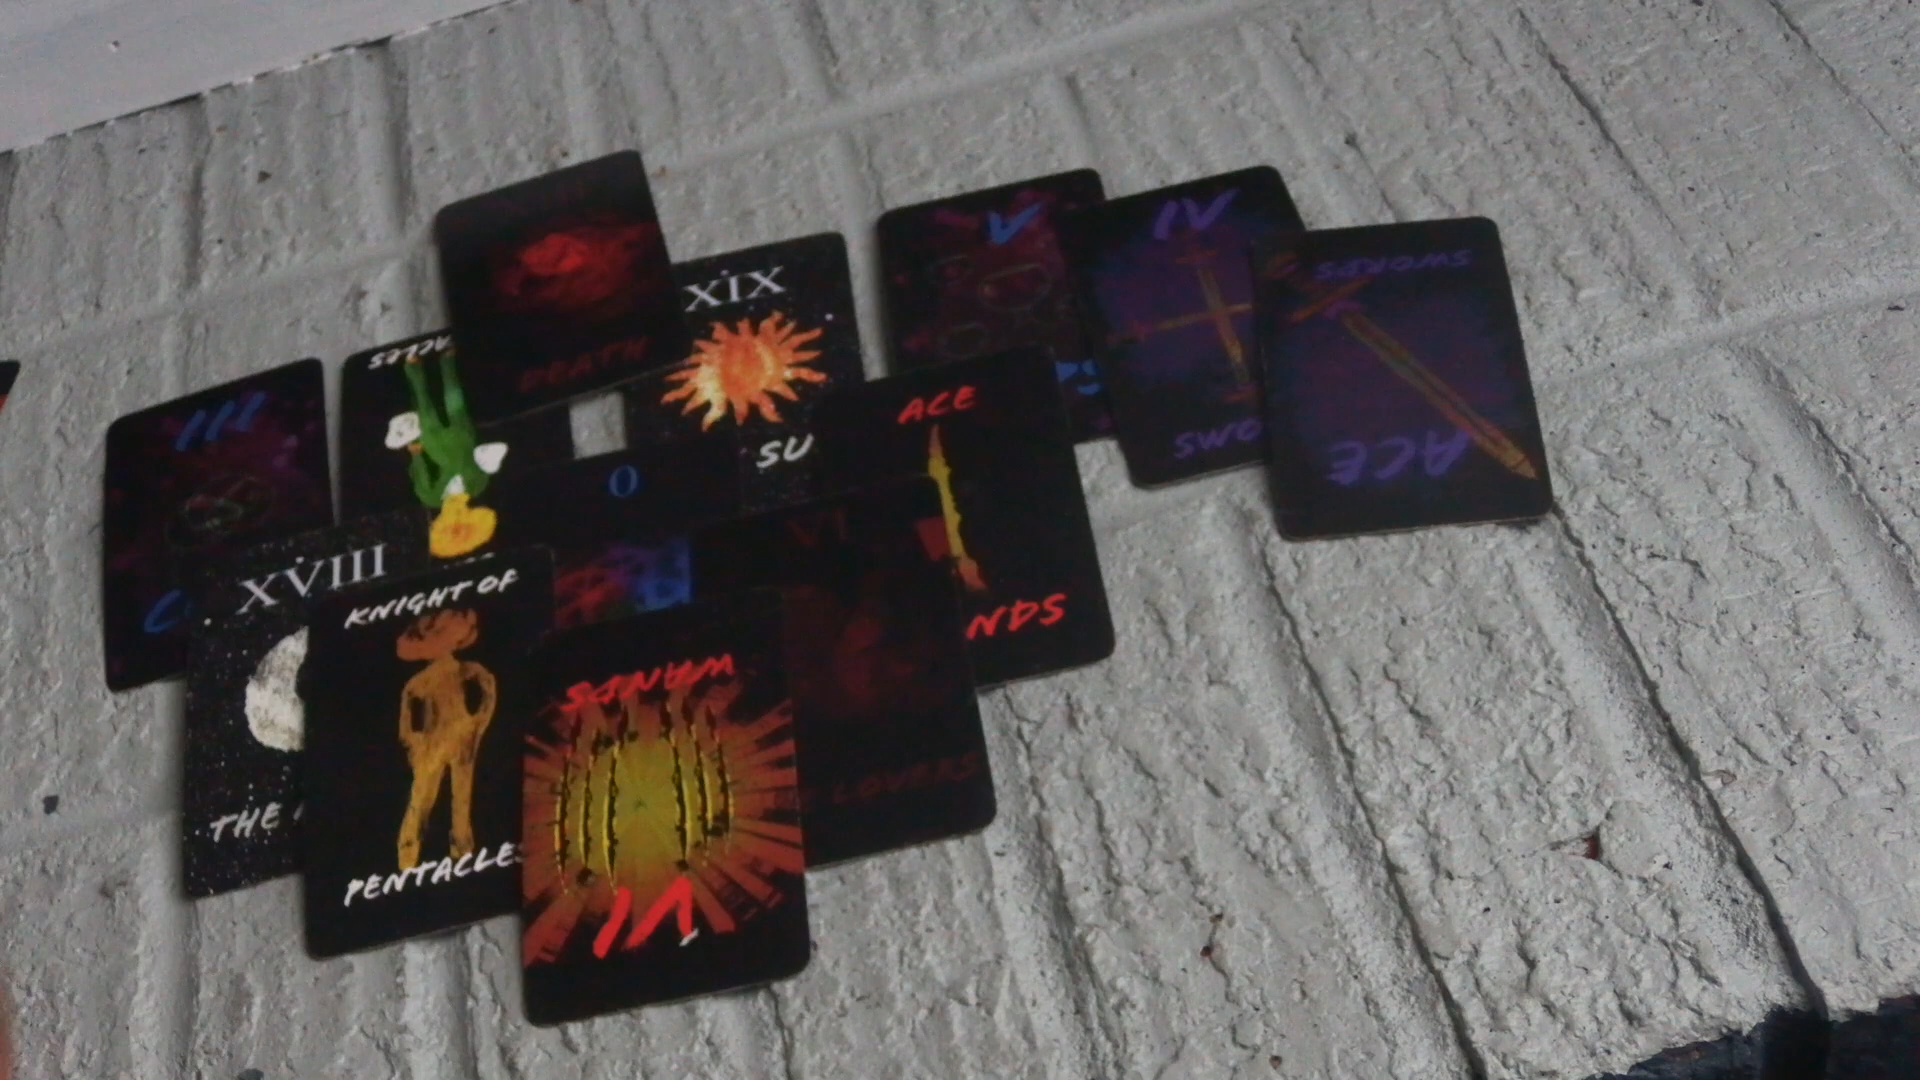 DEATH
XIX
SU
V
IV
SWO
SWORDS
ACE
III
C
ACLES
O
ACE
NDS
XVIII
THE
KNIGHT OF
PENTACLES
VI
LOVERS
WANDS
VI